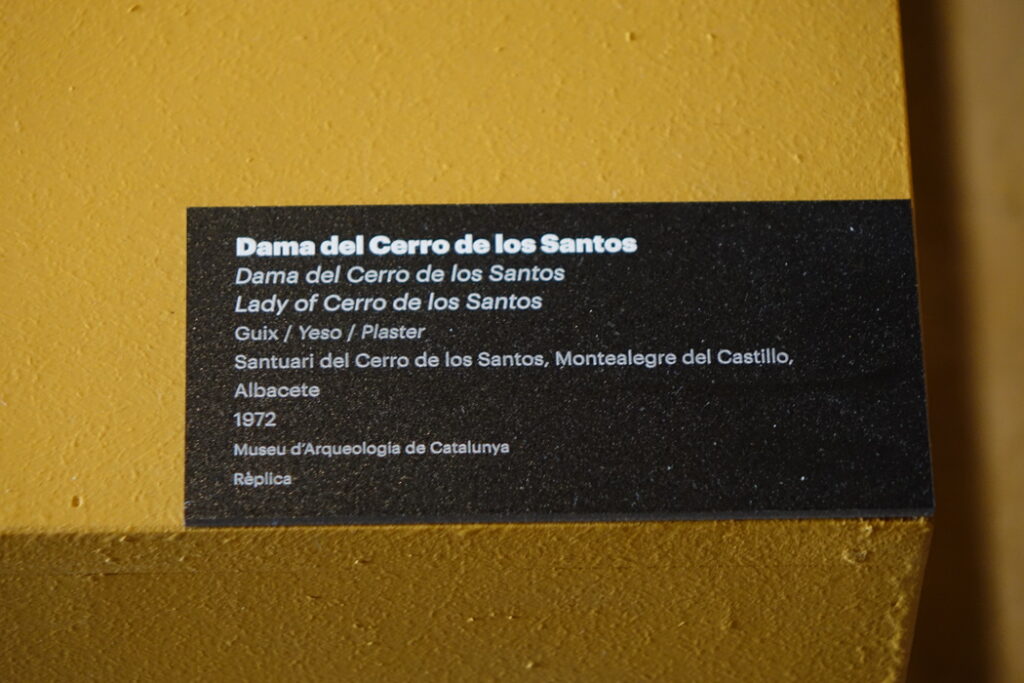 Dama del Cerro de los Santos
Dama del Cerro de los Santos
Lady of Cerro de los Santos
Guix / Yeso / Plaster
Santuari del Cerro de los Santos, Montealegre del Castillo,
Albacete
1972
Museu d'Arqueologia de Catalunya
Rèplica